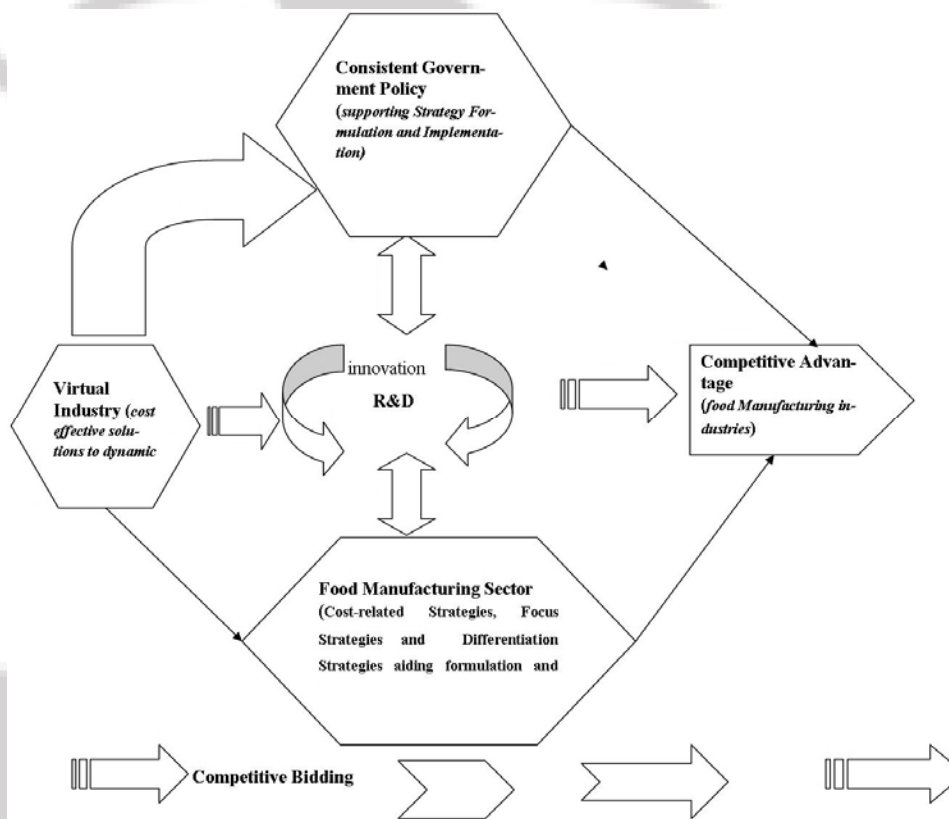 Consistent Govern-
ment Policy
(supporting Strategy For-
mulation and Implementa-
tion)
innovation
R&D
Virtual
Industry (cost
effective solu-
tions to dynamic
Competitive Advan-
tage
(food Manufacturing in-
dustries)
Food Manufacturing Sector
(Cost-related Strategies, Focus
Strategies and Differentiation
Strategies aiding formulation and
Competitive Bidding